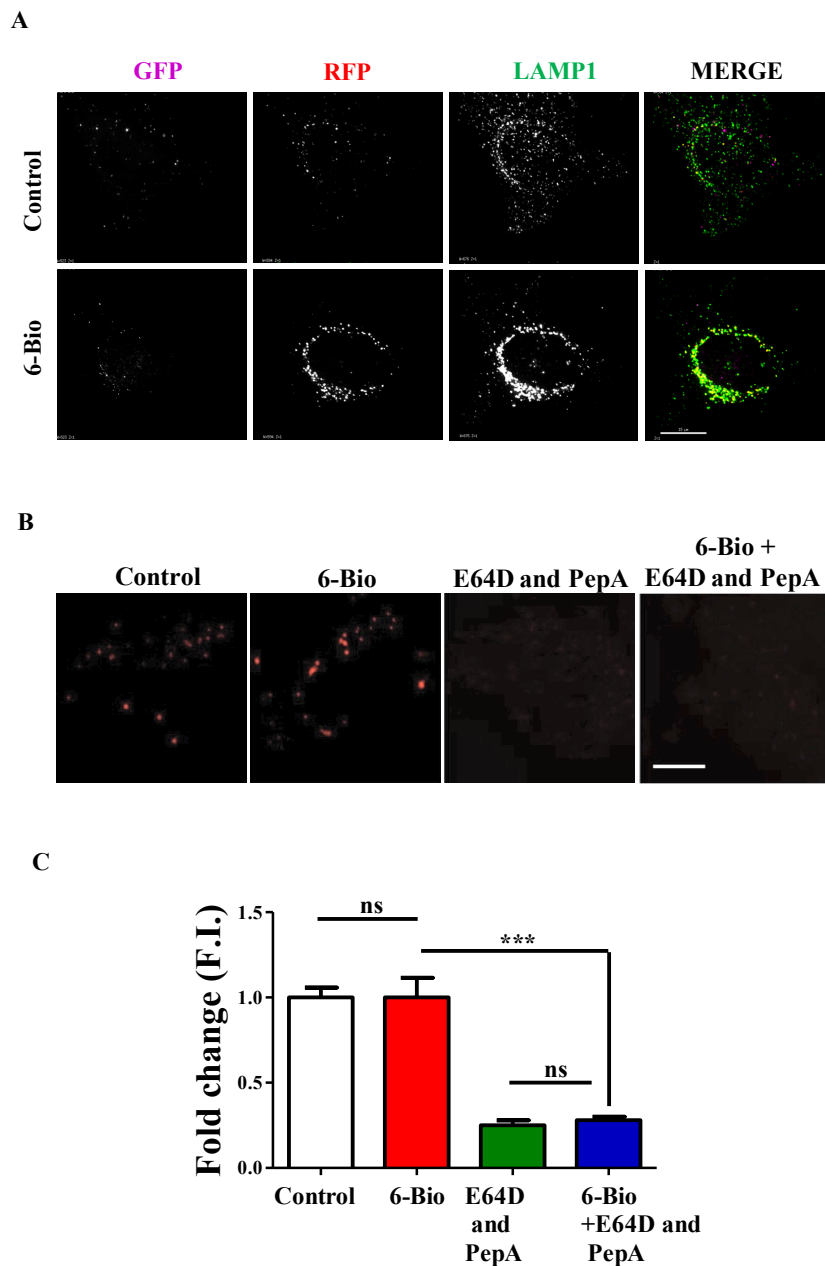 A
GFP RFP LAMP1 MERGE
Control
6-Bio
B
Control 6-Bio E64D and PepA 6-Bio +
E64D and PepA
C
Fold change (F.I.)
1.5
1.0
0.5
0.0
ns
***
ns
Control 6-Bio E64D
and
PepA
6-Bio
+E64D and
PepA